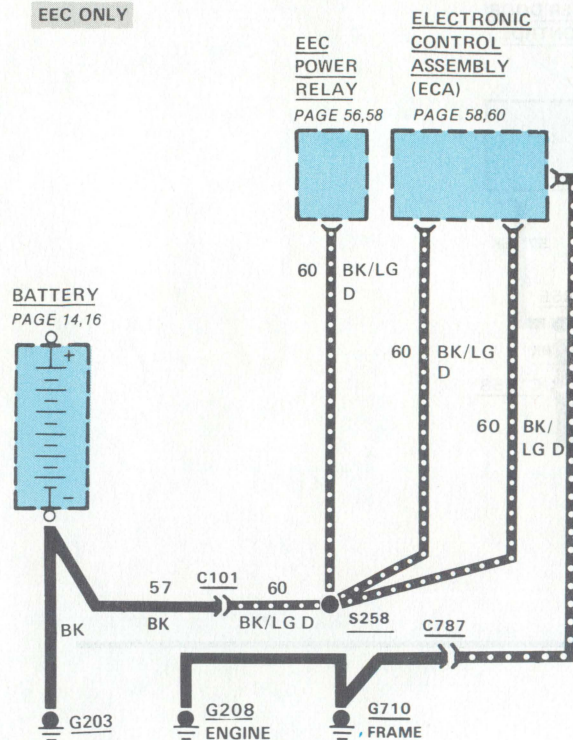 EEC ONLY
EEC
POWER
RELAY
PAGE 56,58
ELECTRONIC
CONTROL
ASSEMBLY
(ECA)
PAGE 58,60
60 BK/LG
D
BATTERY
PAGE 14,16
+
60 BK/LG
D
60 BK/
LG D
-
57 C101 60
BK BK/LG D
S258
C787
BK
G203
G208
ENGINE
G710
FRAME